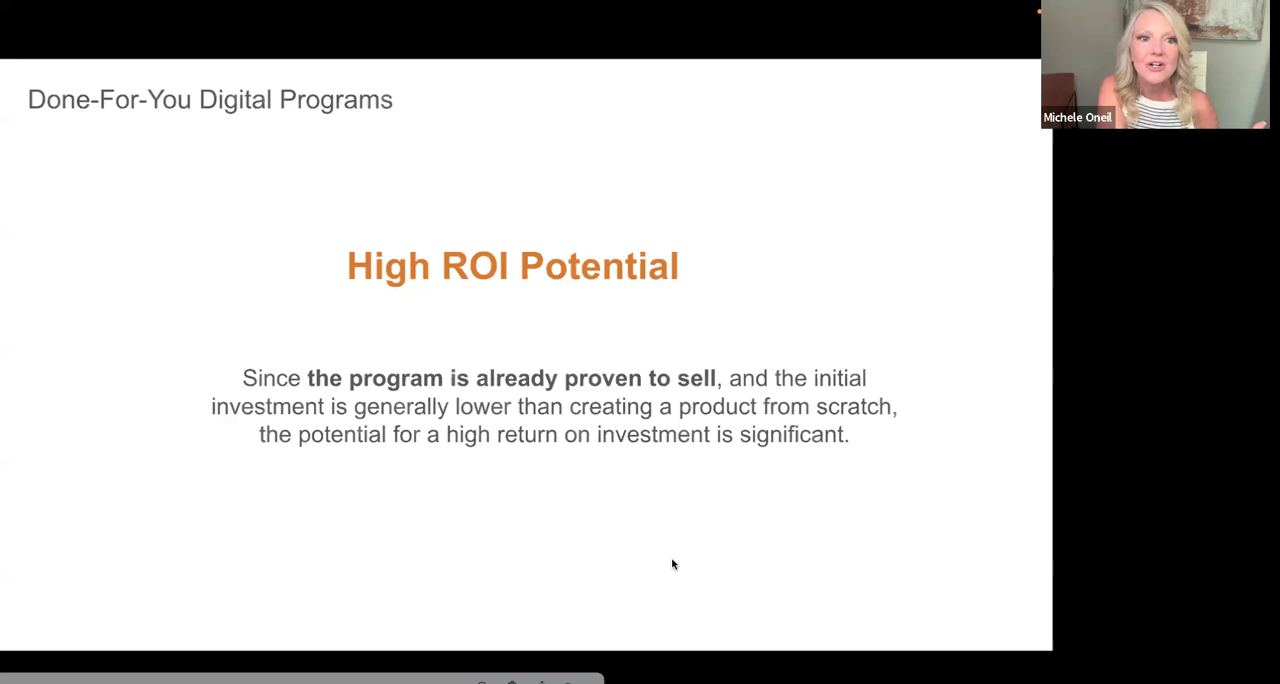 Done-For-You Digital Programs
Michele Oneil
High ROI Potential
Since the program is already proven to sell, and the initial
investment is generally lower than creating a product from scratch,
the potential for a high return on investment is significant.